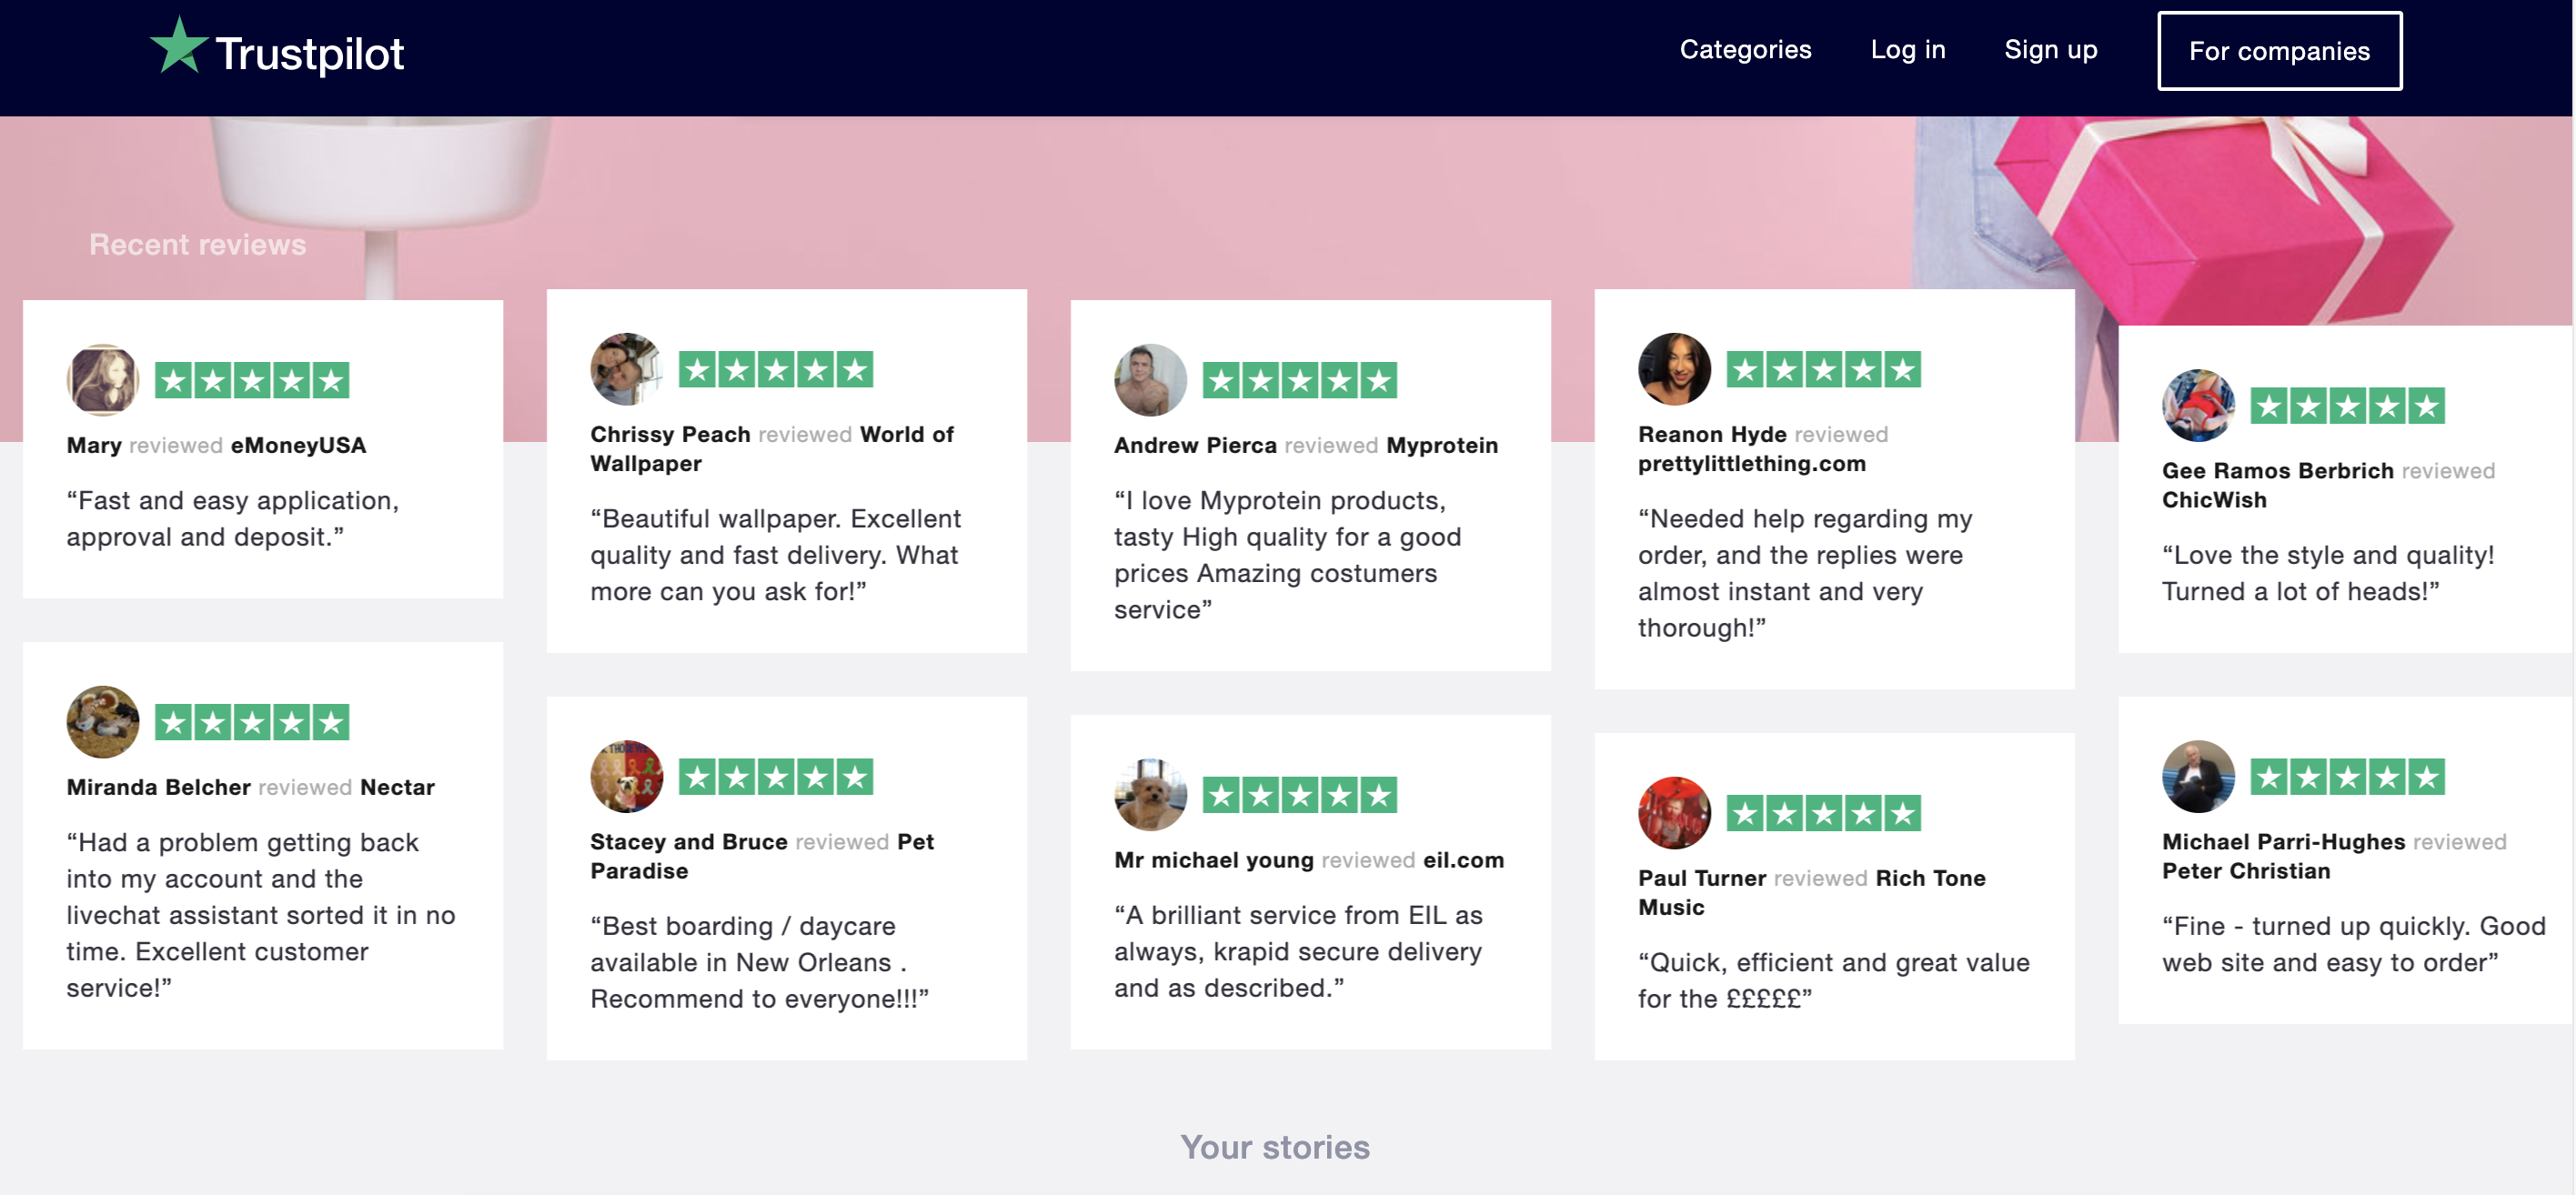 Trustpilot
Categories
Log in
Sign up
For companies
Recent reviews
Mary reviewed eMoneyUSA
“Fast and easy application,
approval and deposit.”
Chrissy Peach reviewed World of
Wallpaper
“Beautiful wallpaper. Excellent
quality and fast delivery. What
more can you ask for!”
Andrew Pierca reviewed Myprotein
“I love Myprotein products,
tasty High quality for a good
prices Amazing costumers
service”
Reanon Hyde reviewed
prettylittlething.com
“Needed help regarding my
order, and the replies were
almost instant and very
thorough!”
Gee Ramos Berbrich reviewed
ChicWish
“Love the style and quality!
Turned a lot of heads!”
Miranda Belcher reviewed Nectar
“Had a problem getting back
into my account and the
livechat assistant sorted it in no
time. Excellent customer
service!”
Stacey and Bruce reviewed Pet
Paradise
“Best boarding / daycare
available in New Orleans .
Recommend to everyone!!!”
Mr michael young reviewed eil.com
“A brilliant service from EIL as
always, krapid secure delivery
and as described.”
Paul Turner reviewed Rich Tone
Music
“Quick, efficient and great value
for the £££££”
Michael Parri-Hughes reviewed
Peter Christian
“Fine - turned up quickly. Good
web site and easy to order”
Your stories